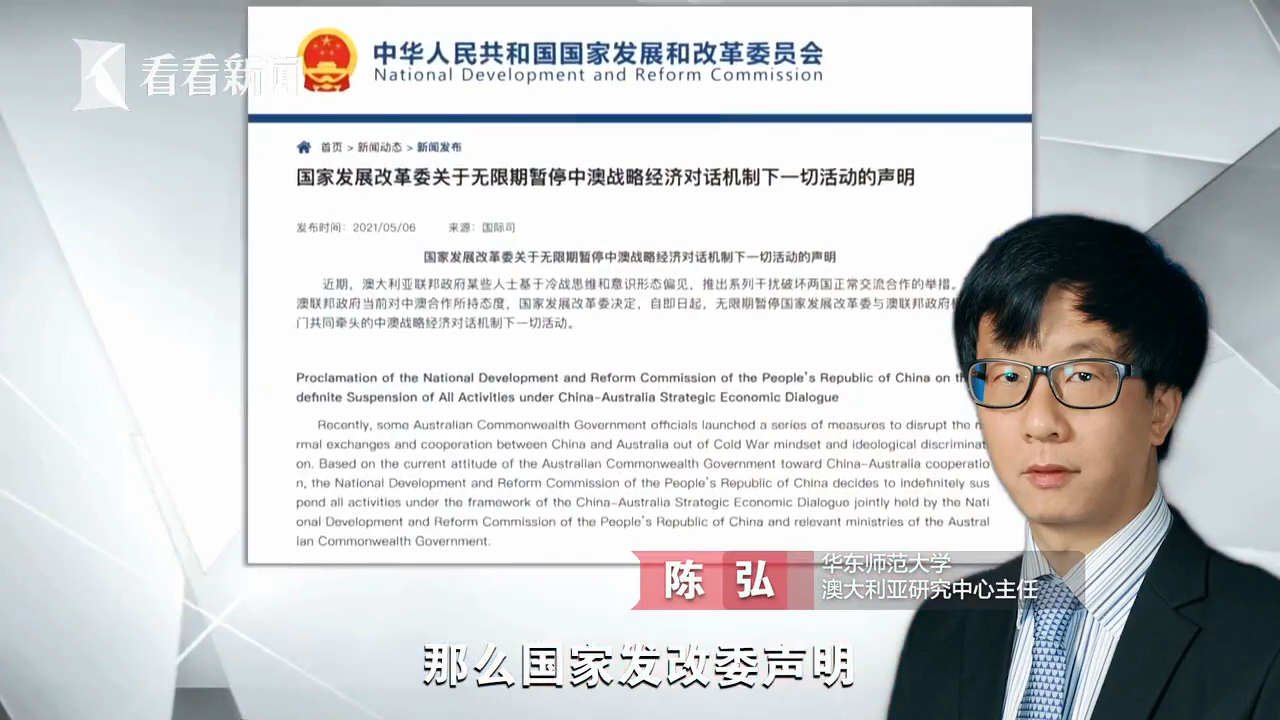 看看新闻
中华人民共和国国家发展和改革委员会
National Development and Reform Commission
首页 > 新闻动态 > 新闻发布
国家发展改革委关于无限期暂停中澳战略经济对话机制下一切活动的声明
发布时间：2021/05/06 来源：国际司
国家发展改革委关于无限期暂停中澳战略经济对话机制下一切活动的声明
近期，澳大利亚联邦政府某些人士基于冷战思维和意识形态偏见，推出系列干扰破坏两国正常交流合作的举措。
澳联邦政府当前对中澳合作所持态度，国家发展改革委决定，自即日起，无限期暂停国家发展改革委与澳联邦政府
门共同牵头的中澳战略经济对话机制下一切活动。
Proclamation of the National Development and Reform Commission of the People's Republic of China on th
definite Suspension of All Activities under China-Australia Strategic Economic Dialogue
Recently, some Australian Commonwealth Government officials launched a series of measures to disrupt the n
rmal exchanges and cooperation between China and Australia out of Cold War mindset and ideological discriminat
on. Based on the current attitude of the Australian Commonwealth Government toward China-Australia cooperatio
n, the National Development and Reform Commission of the People's Republic of China decides to indefinitely sus
pend all activities under the framework of the China-Australia Strategic Economic Dialogue jointly held by the Nati
onal Development and Reform Commission of the People's Republic of China and relevant ministries of the Austral
ian Commonwealth Government.
陈 弘
华东师范大学
澳大利亚研究中心主任
那么国家发改委声明